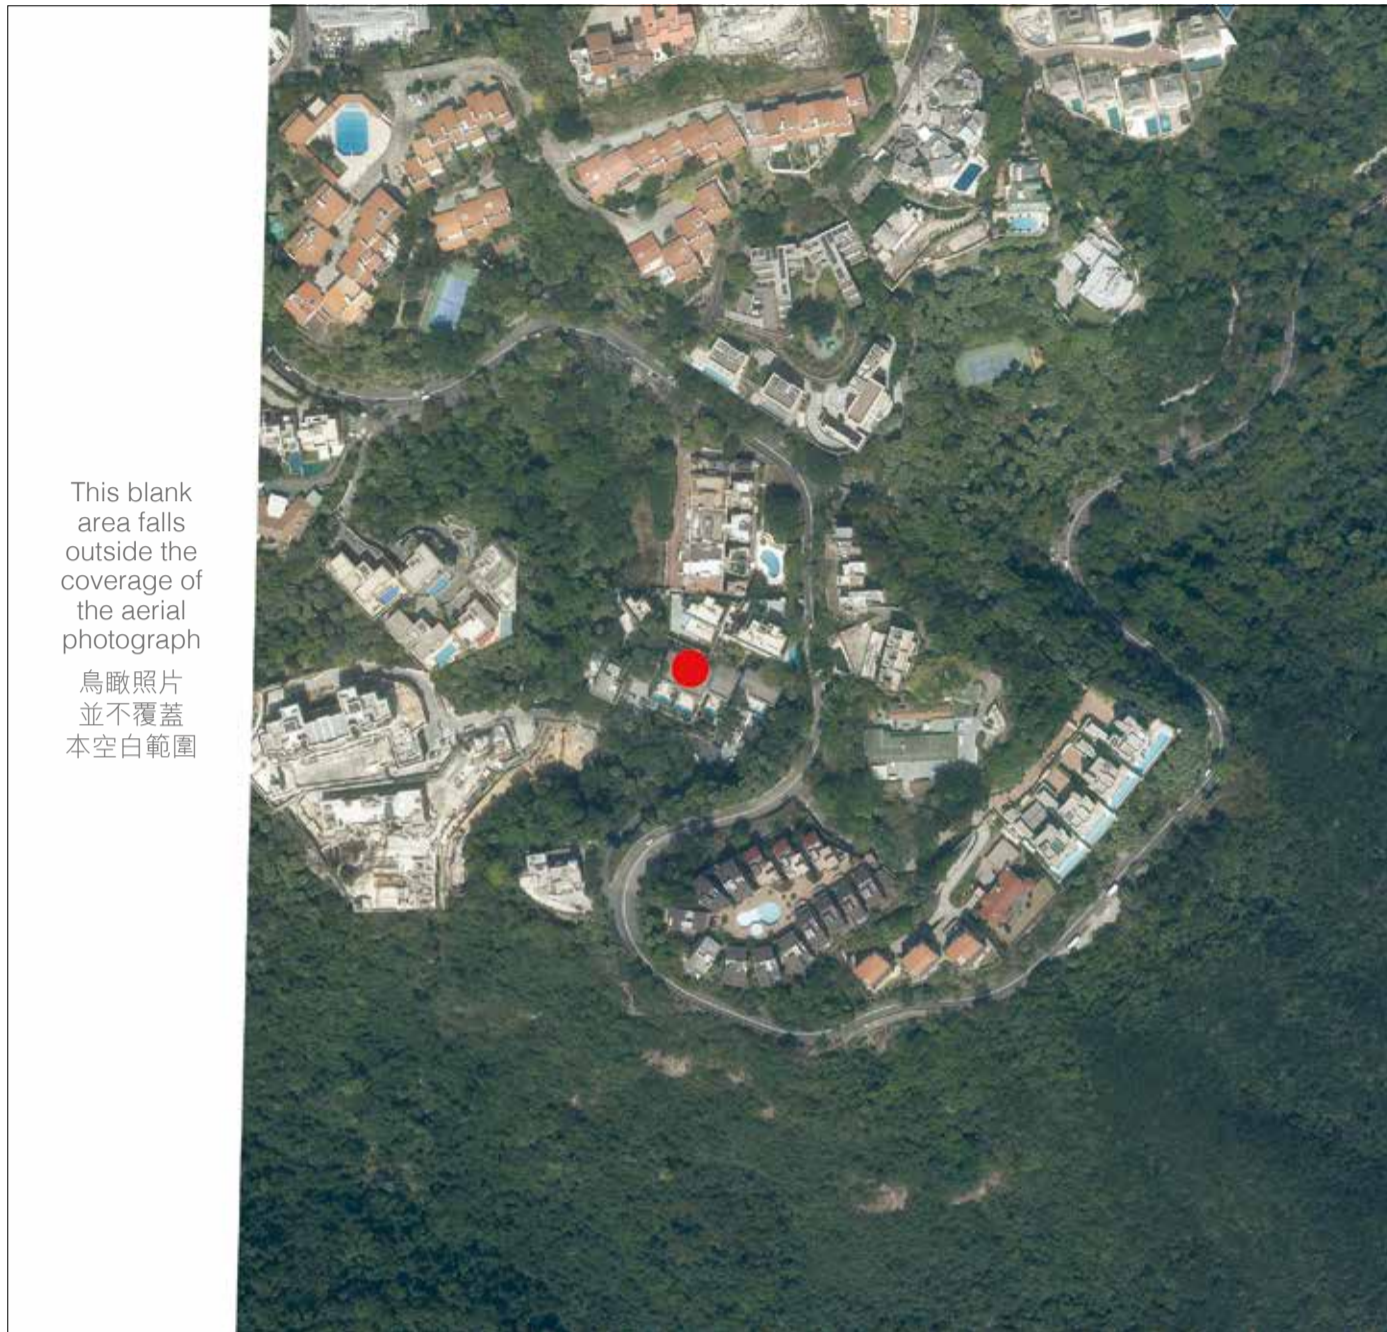 This blank
area falls
outside the
coverage of
the aerial
photograph
鳥瞰照片
並不覆蓋
本空白範圍